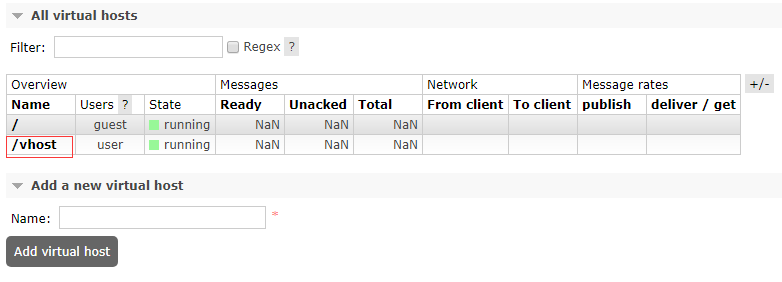 All virtual hosts
Filter: Regex ?
Overview Messages Network Message rates +/-
Name Users ? State Ready Unacked Total From client To client publish deliver / get
/ guest running NaN NaN NaN
/vhost user running NaN NaN NaN
Add a new virtual host
Name: *
Add virtual host